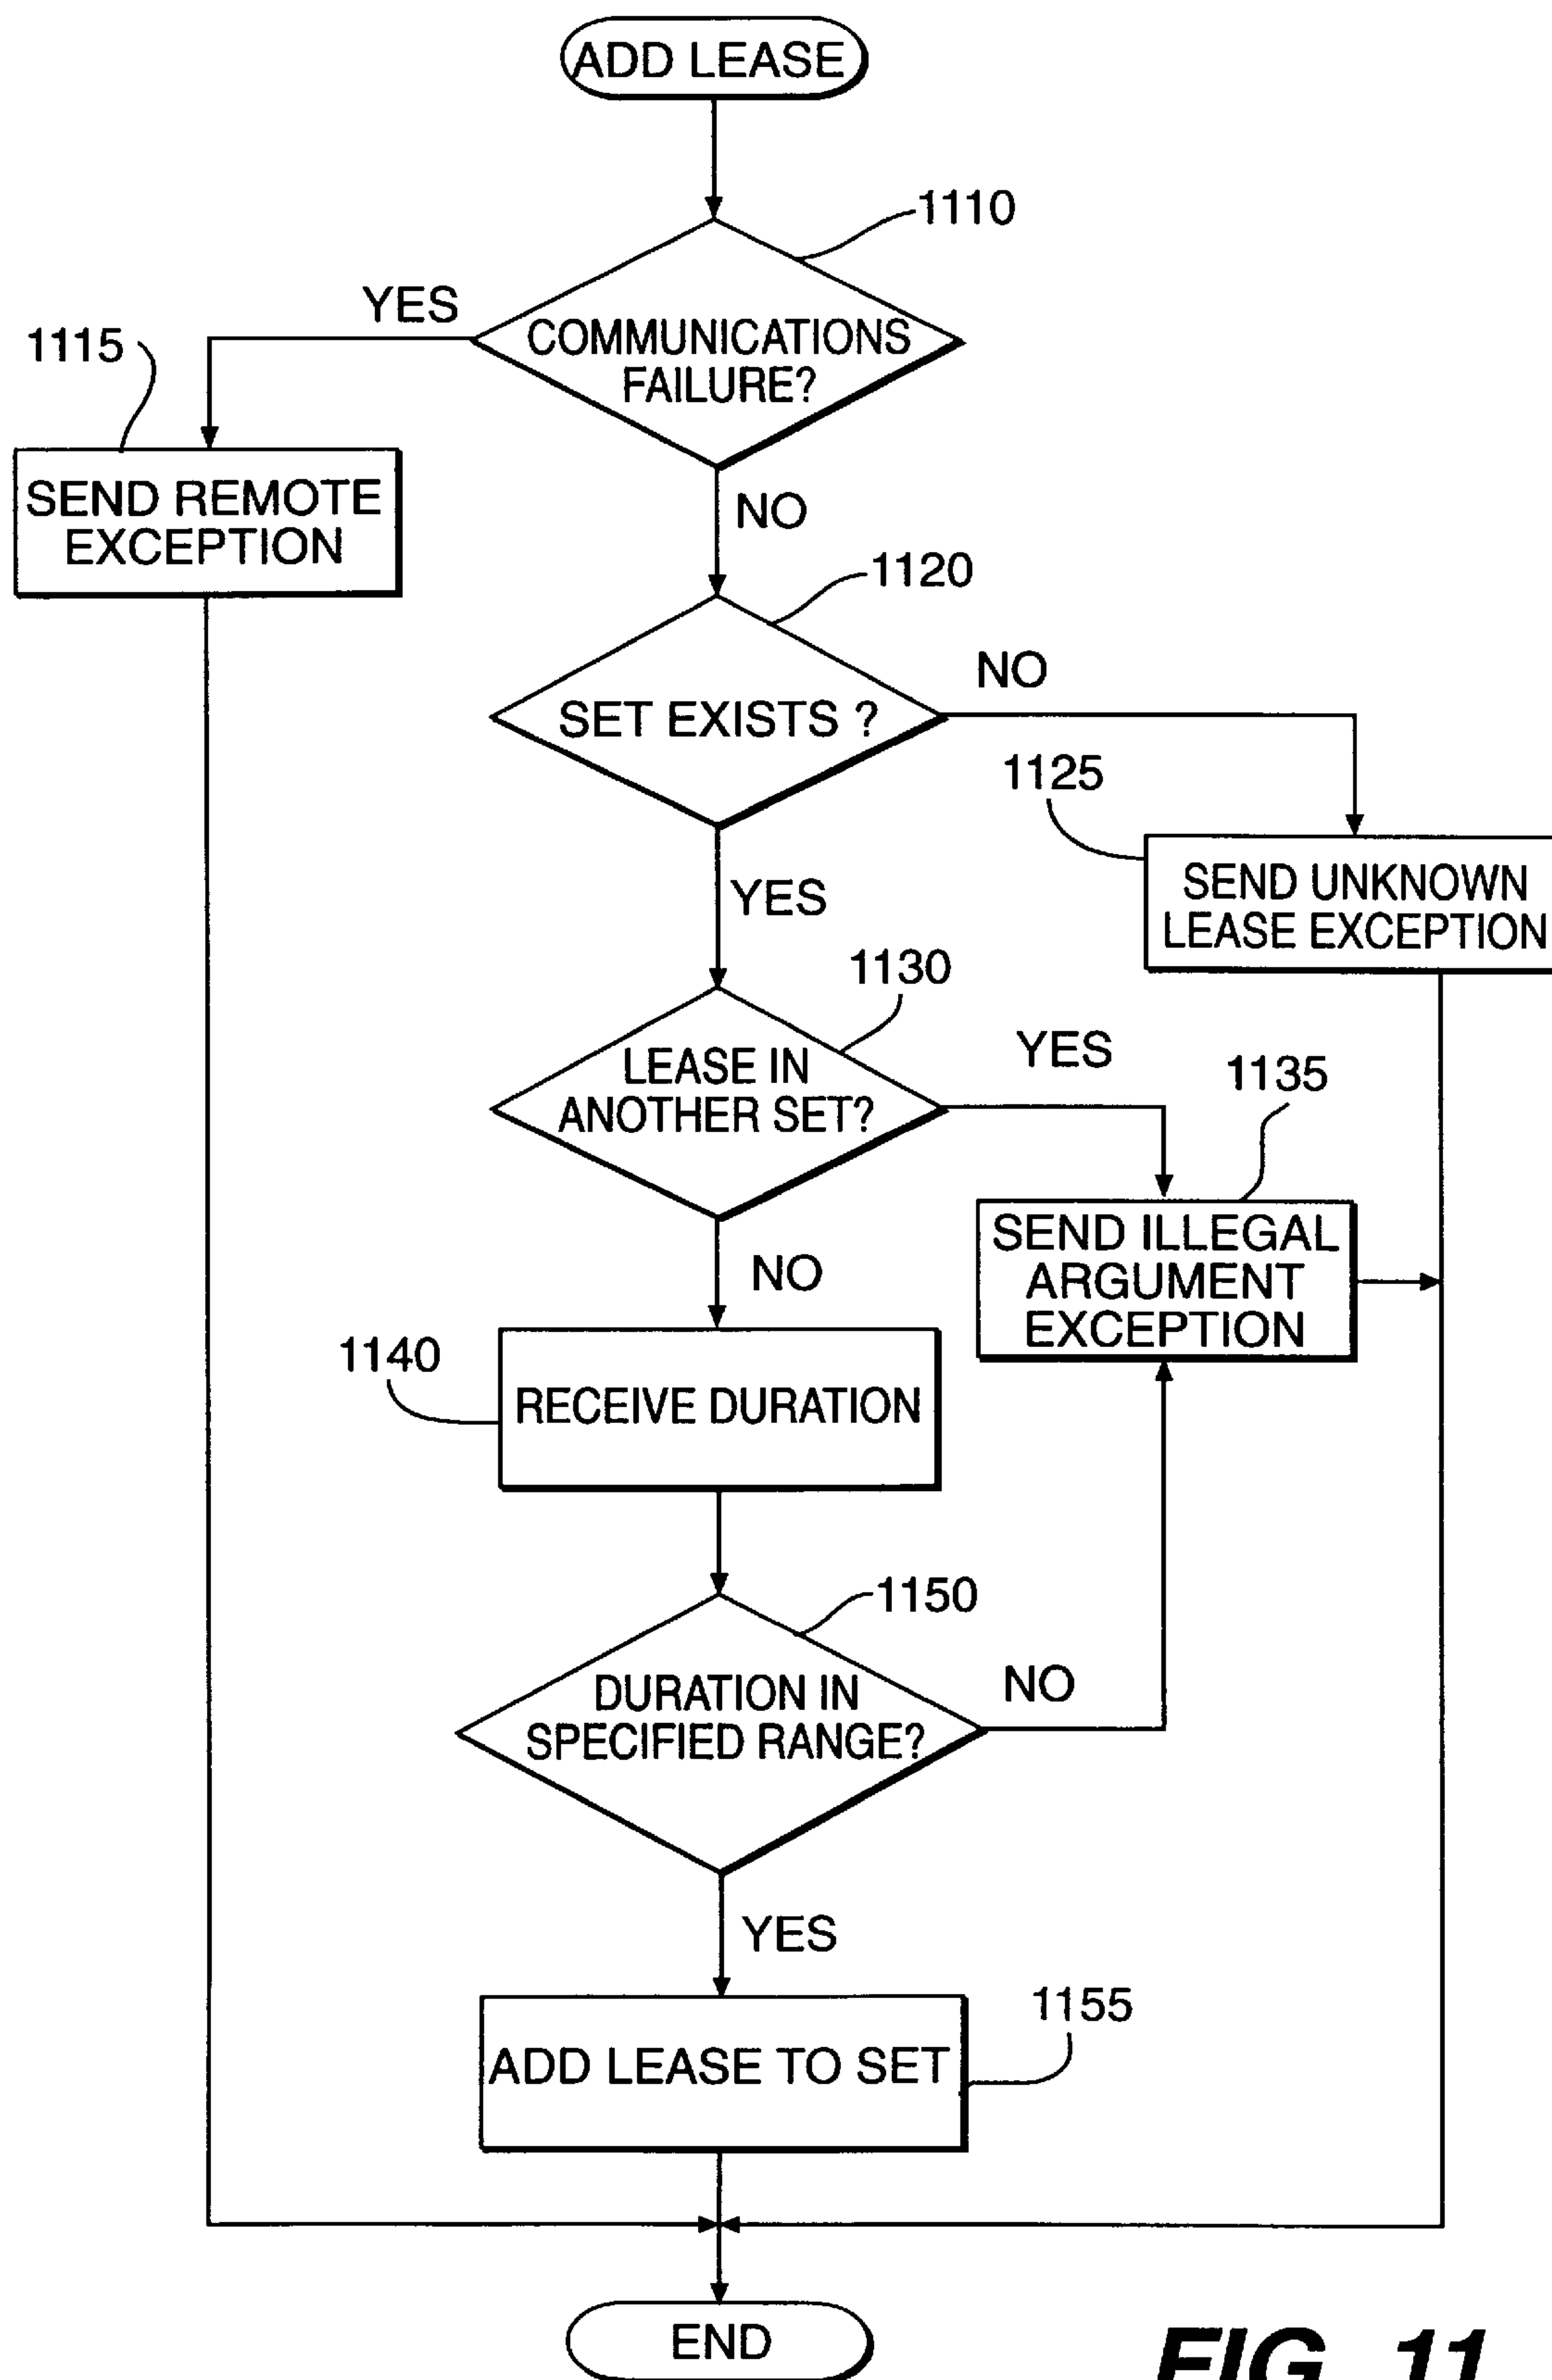 ADD LEASE
1110
YES
COMMUNICATIONS
FAILURE?
1115
SEND REMOTE
EXCEPTION
NO
1120
SET EXISTS ?
NO
1125
SEND UNKNOWN
LEASE EXCEPTION
YES
1130
LEASE IN
ANOTHER SET?
YES
1135
SEND ILLEGAL
ARGUMENT
EXCEPTION
NO
1140
RECEIVE DURATION
1150
DURATION IN
SPECIFIED RANGE?
NO
YES
1155
ADD LEASE TO SET
END
FIG. 11